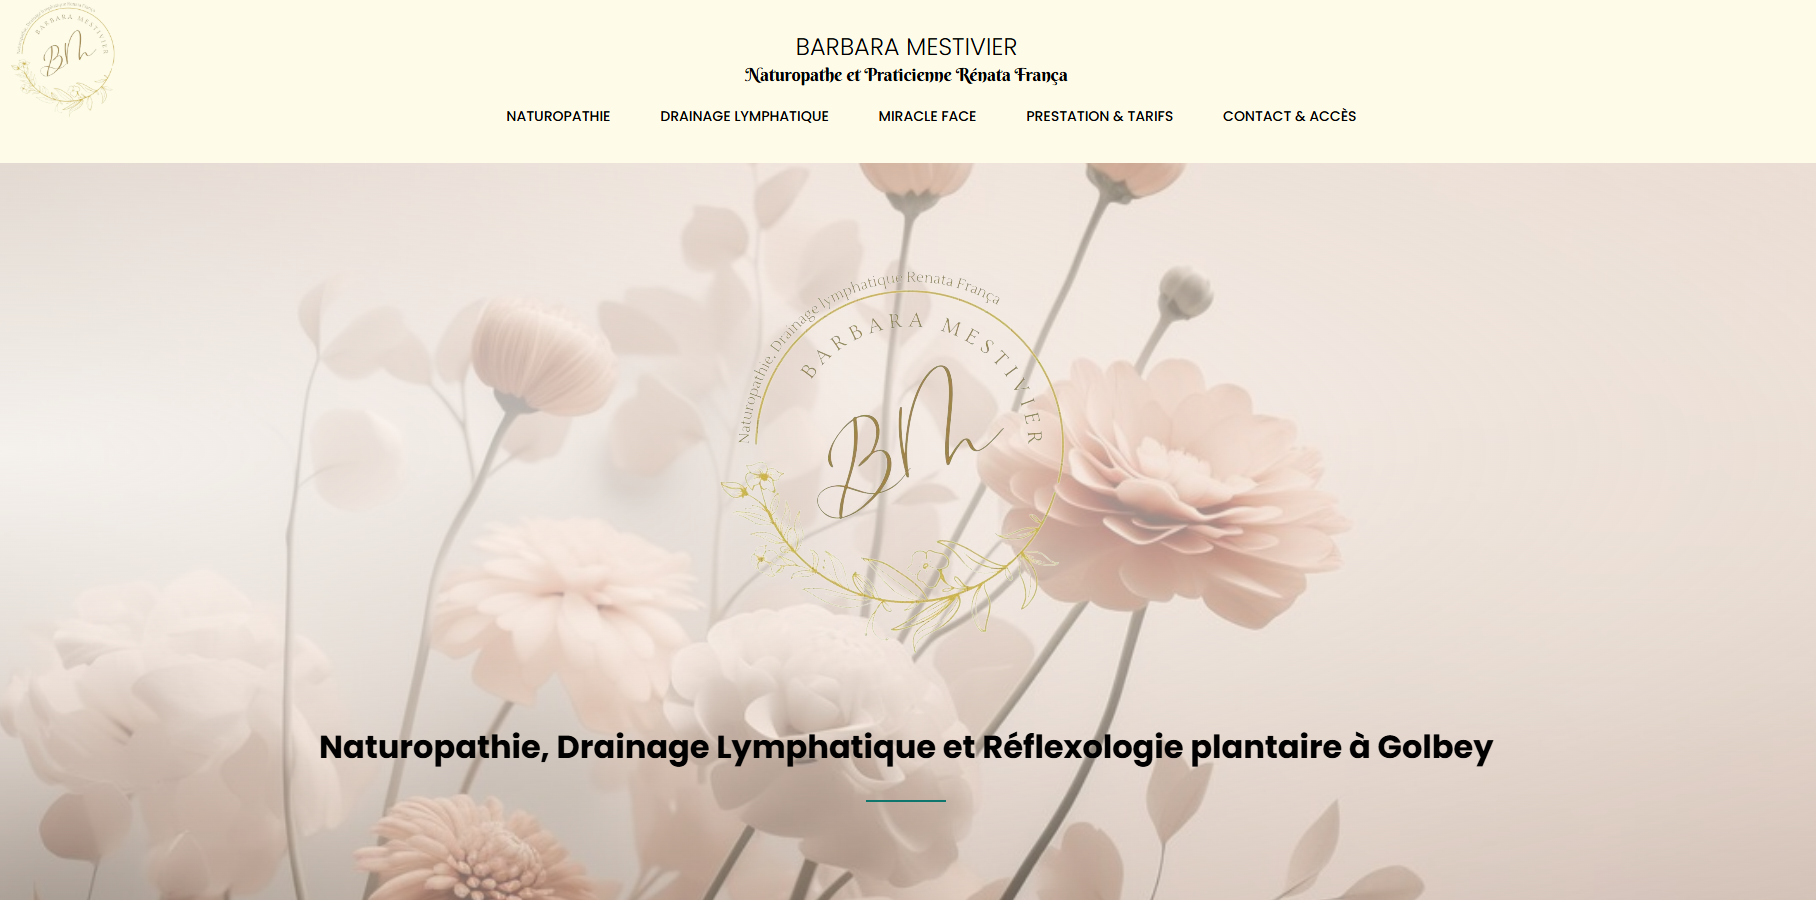 BARBARA MESTIVIER
BM
BARBARA MESTIVIER
Naturopathe et Praticienne Rénata França
NATUROPATHIE DRAINAGE LYMPHATIQUE MIRACLE FACE PRESTATION & TARIFS CONTACT & ACCÈS
Naturopathie, Drainage lymphatique Renata França
BARBARA MESTIVIER
BM
Naturopathie, Drainage Lymphatique et Réflexologie plantaire à Golbey